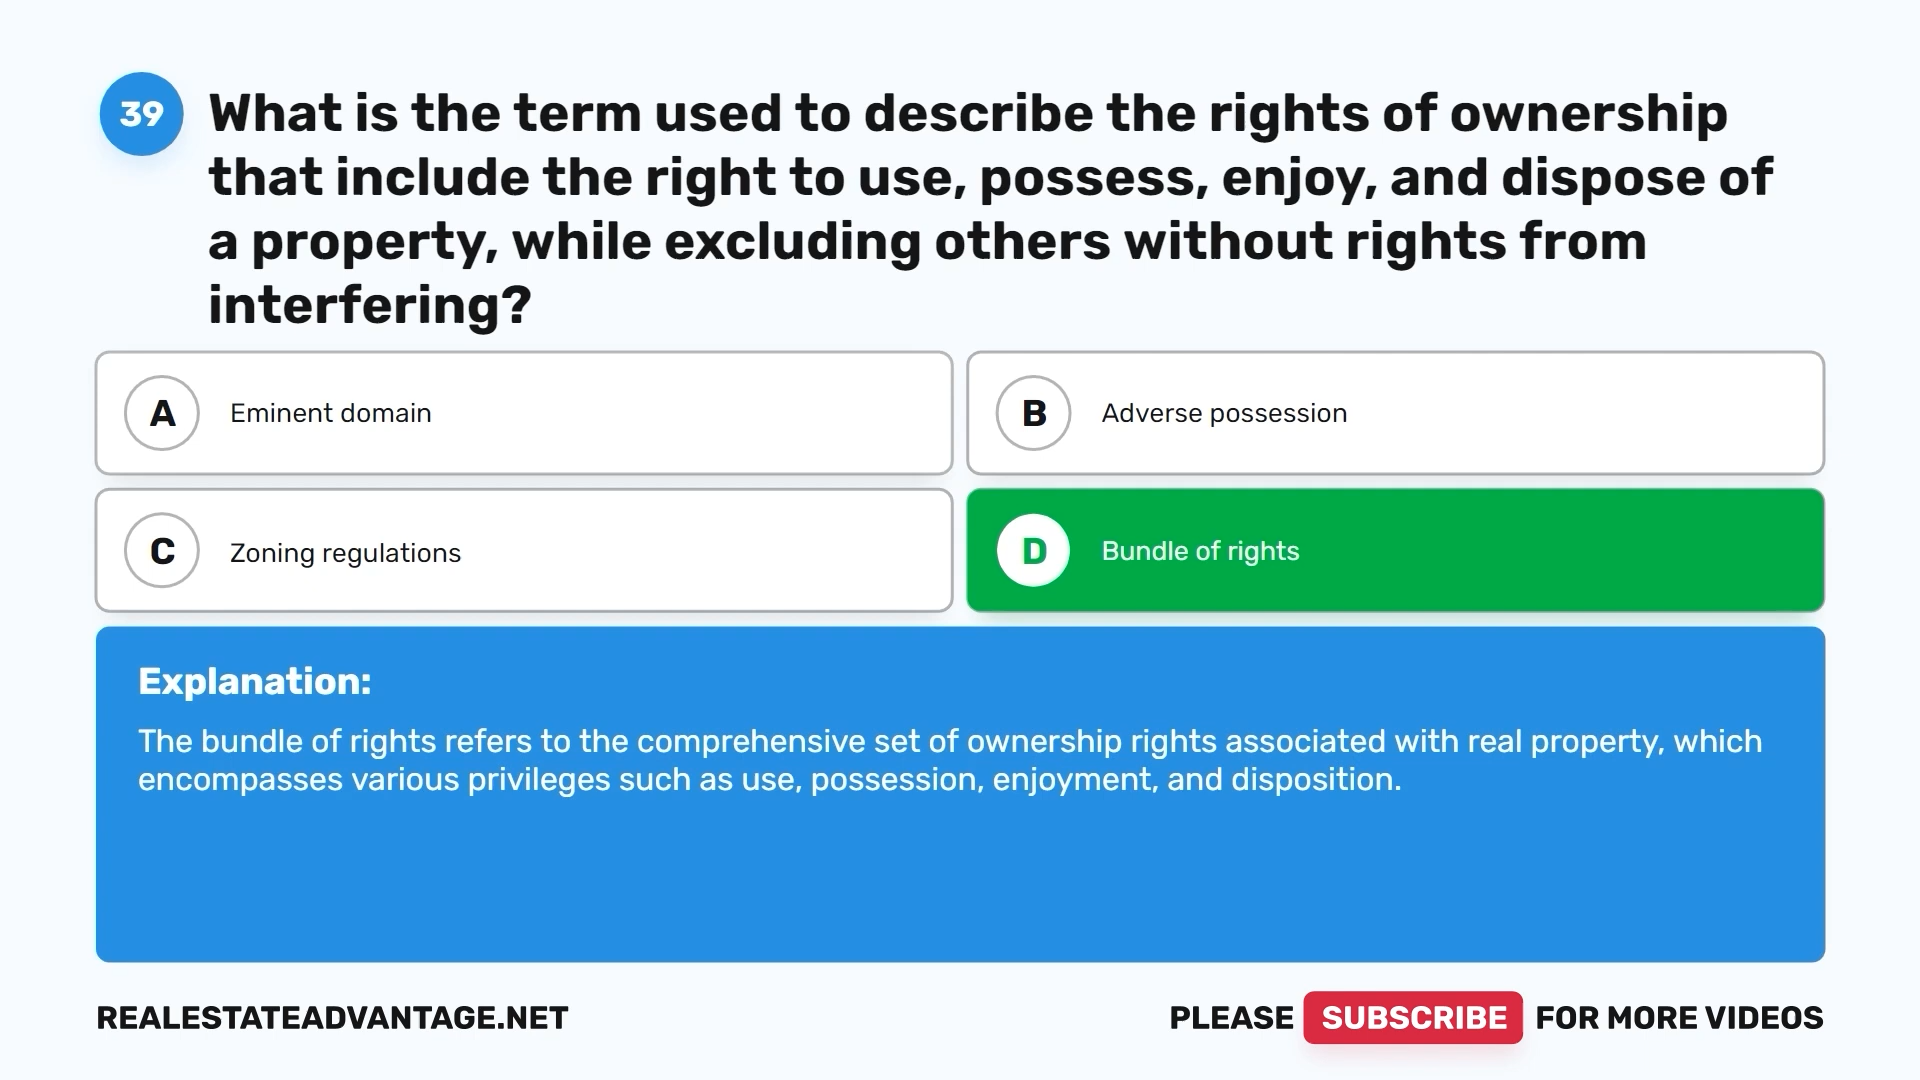 39
What is the term used to describe the rights of ownership
that include the right to use, possess, enjoy, and dispose of
a property, while excluding others without rights from
interfering?
A Eminent domain
B Adverse possession
C Zoning regulations
D Bundle of rights
Explanation:
The bundle of rights refers to the comprehensive set of ownership rights associated with real property, which
encompasses various privileges such as use, possession, enjoyment, and disposition.
REALESTATEADVANTAGE.NET
PLEASE SUBSCRIBE FOR MORE VIDEOS